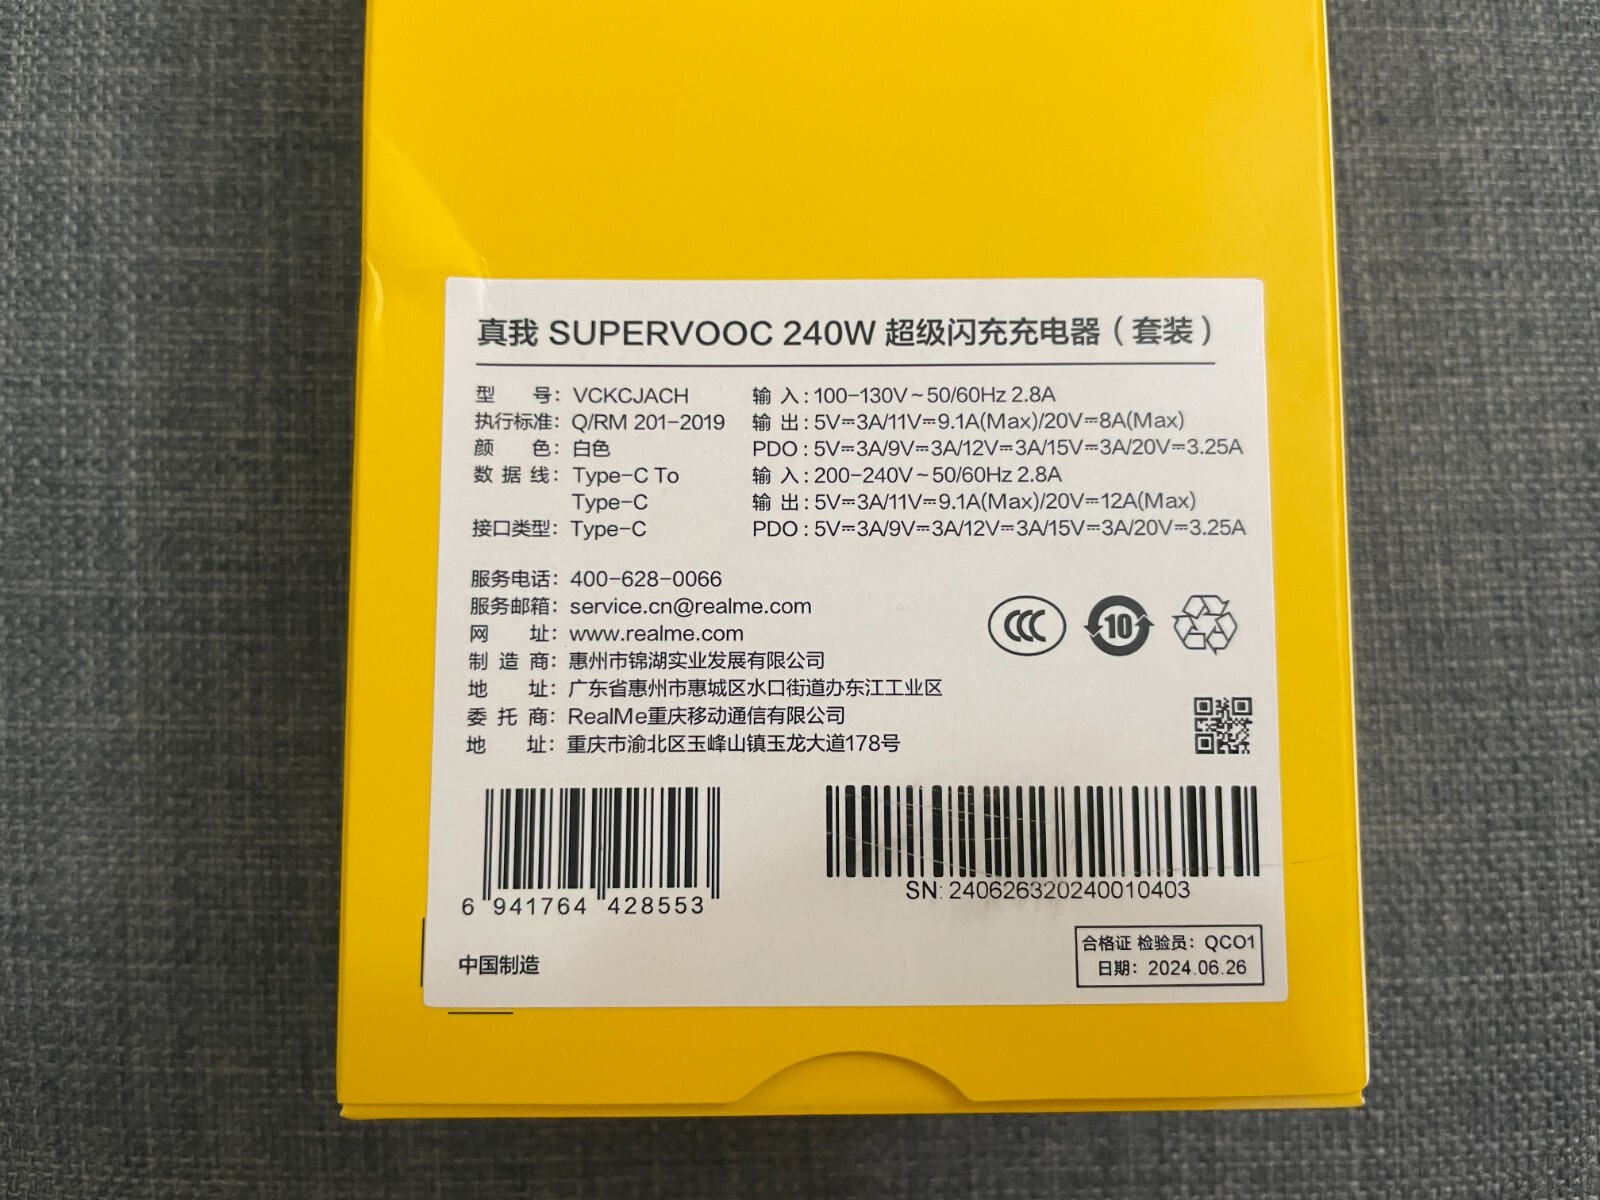 真我 SUPERVOOC 240W 超级闪充充电器（套装）
型 号：VCKCJACH
执行标准：Q/RM 201-2019
颜 色：白色
数 据 线：Type-C To
Type-C
接口类型：Type-C
输 入：100-130V~50/60Hz 2.8A
输 出：5V⎓3A/11V⎓9.1A(Max)/20V⎓8A(Max)
PDO：5V⎓3A/9V⎓3A/12V⎓3A/15V⎓3A/20V⎓3.25A
输 入：200-240V~50/60Hz 2.8A
输 出：5V⎓3A/11V⎓9.1A(Max)/20V⎓12A(Max)
PDO：5V⎓3A/9V⎓3A/12V⎓3A/15V⎓3A/20V⎓3.25A
服务电话：400-628-0066
服务邮箱：service.cn@realme.com
网 址：www.realme.com
制 造 商：惠州市锦湖实业发展有限公司
地 址：广东省惠州市惠城区水口街道办东江工业区
委 托 商：RealMe重庆移动通信有限公司
地 址：重庆市渝北区玉峰山镇玉龙大道178号
CCC
10
6 941764 428553
SN: 240626320240010403
中国制造
合格证 检验员：QC01
日期：2024.06.26